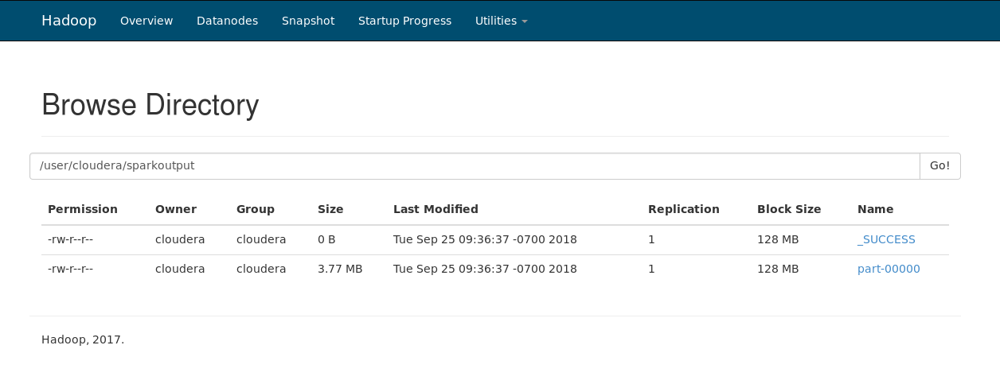 Hadoop Overview Datanodes Snapshot Startup Progress Utilities
Browse Directory
/user/cloudera/sparkoutput Go!
Permission Owner Group Size Last Modified Replication Block Size Name
-rw-r--r-- cloudera cloudera 0 B Tue Sep 25 09:36:37 -0700 2018 1 128 MB _SUCCESS
-rw-r--r-- cloudera cloudera 3.77 MB Tue Sep 25 09:36:37 -0700 2018 1 128 MB part-00000
Hadoop, 2017.